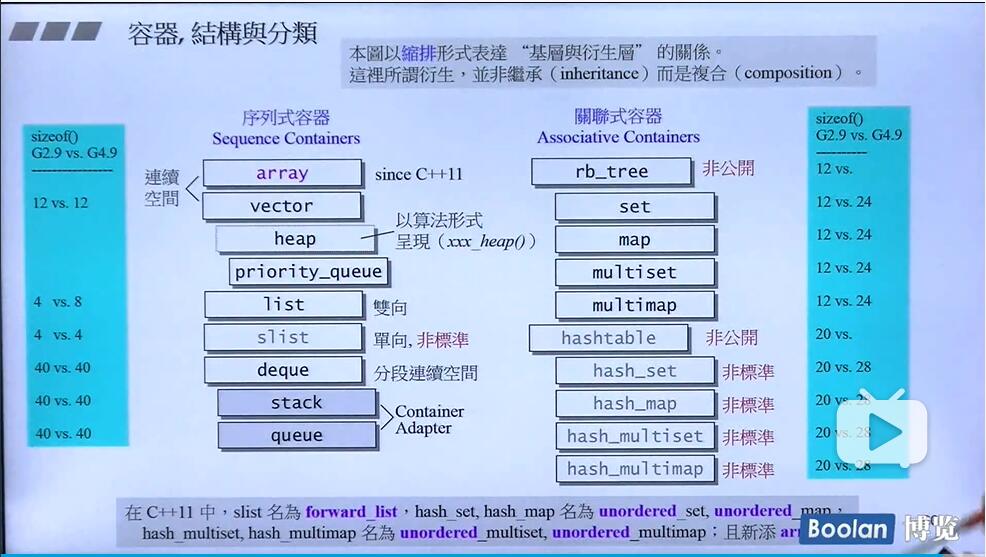 容器, 結構與分類
本圖以縮排形式表達 “基層與衍生層” 的關係。
這裡所謂衍生，並非繼承（inheritance）而是複合（composition）。
sizeof()
G2.9 vs. G4.9
12 vs. 12
4 vs. 8
4 vs. 4
40 vs. 40
40 vs. 40
40 vs. 40
序列式容器
Sequence Containers
連續
空間
array
since C++11
vector
heap
以算法形式
呈現（xxx_heap()）
priority_queue
list
雙向
slist
單向, 非標準
deque
分段連續空間
stack
queue
Container
Adapter
關聯式容器
Associative Containers
rb_tree
非公開
set
map
multiset
multimap
hashtable
非公開
hash_set
非標準
hash_map
非標準
hash_multiset
非標準
hash_multimap
非標準
sizeof()
G2.9 vs. G4.9
12 vs.
12 vs. 24
12 vs. 24
12 vs. 24
12 vs. 24
20 vs.
20 vs. 28
20 vs. 28
20 vs. 28
20 vs. 28
在 C++11 中，slist 名為 forward_list，hash_set, hash_map 名為 unordered_set, unordered_map，
hash_multiset, hash_multimap 名為 unordered_multiset, unordered_multimap；且新添
Boolan 博览